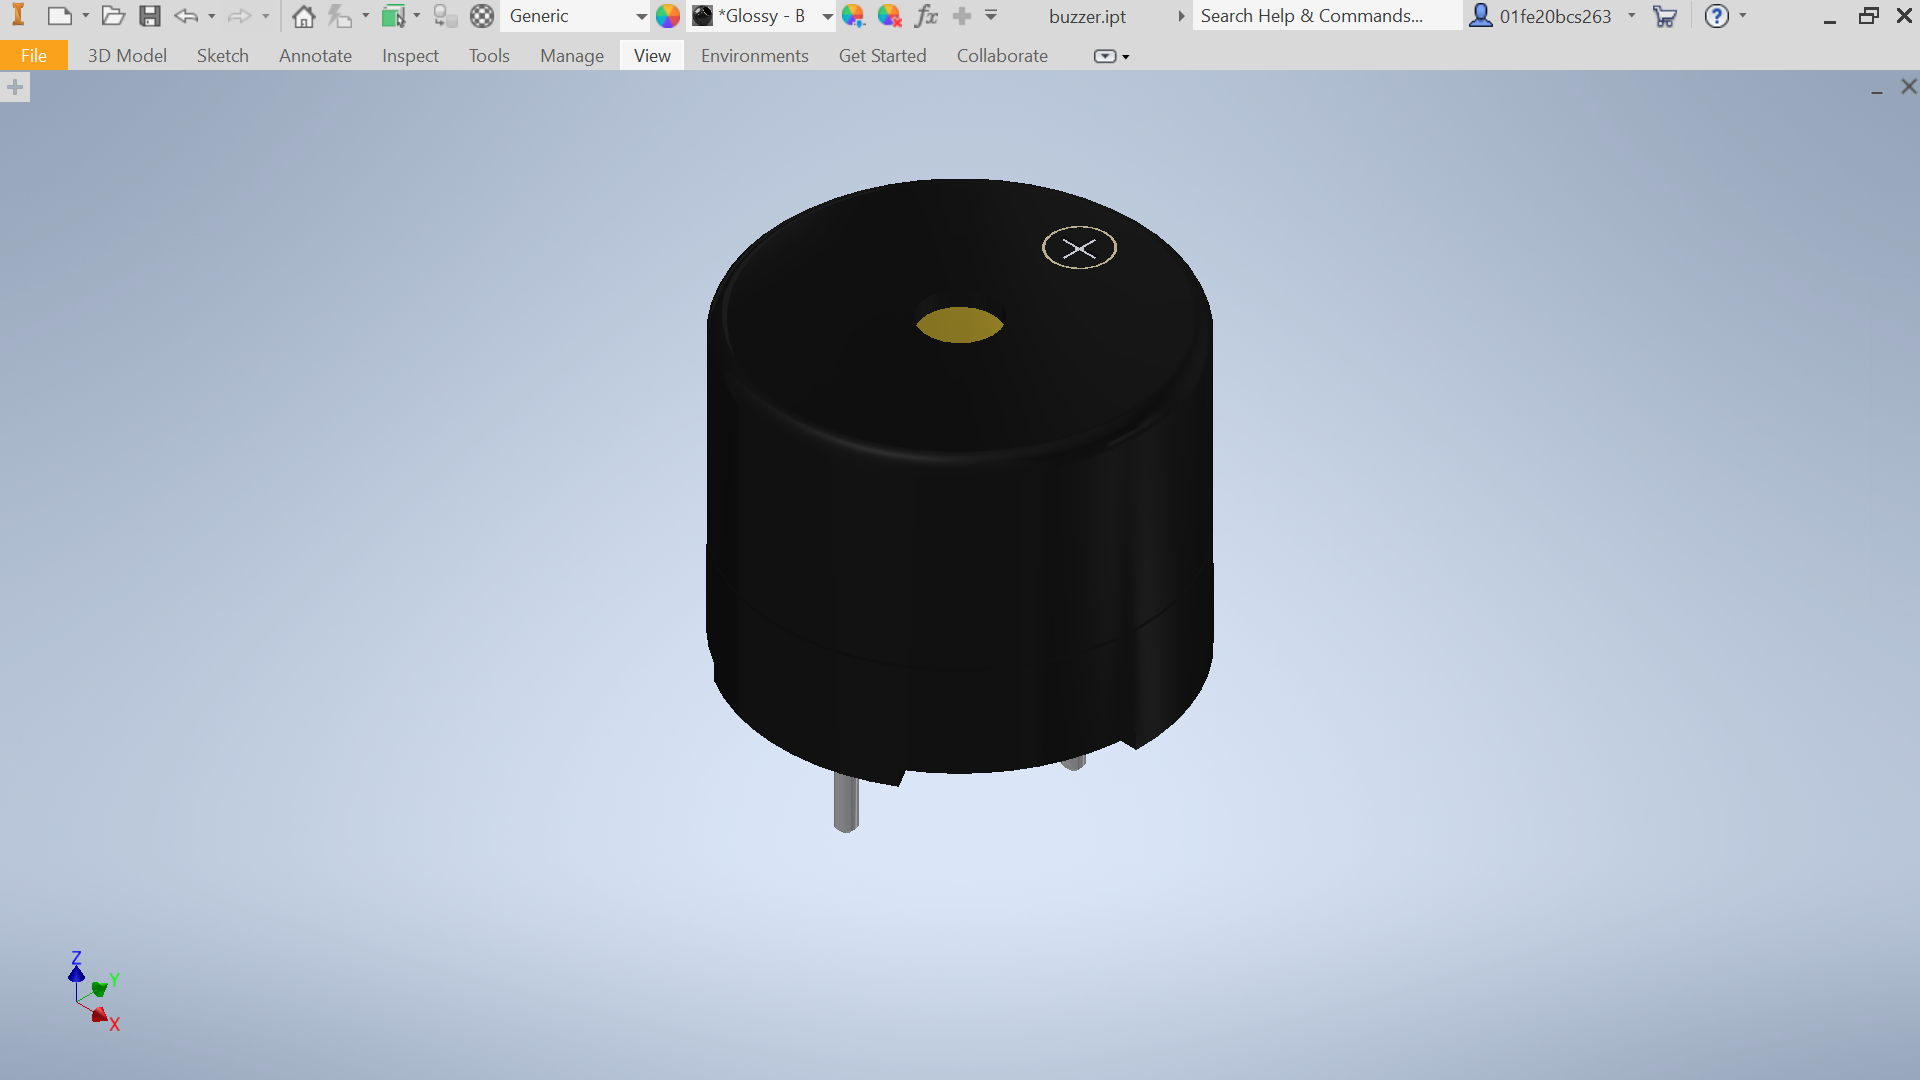 Generic
*Glossy - B
fx
buzzer.ipt
Search Help & Commands...
01fe20bcs263
?
File
3D Model
Sketch
Annotate
Inspect
Tools
Manage
View
Environments
Get Started
Collaborate
Z
Y
X